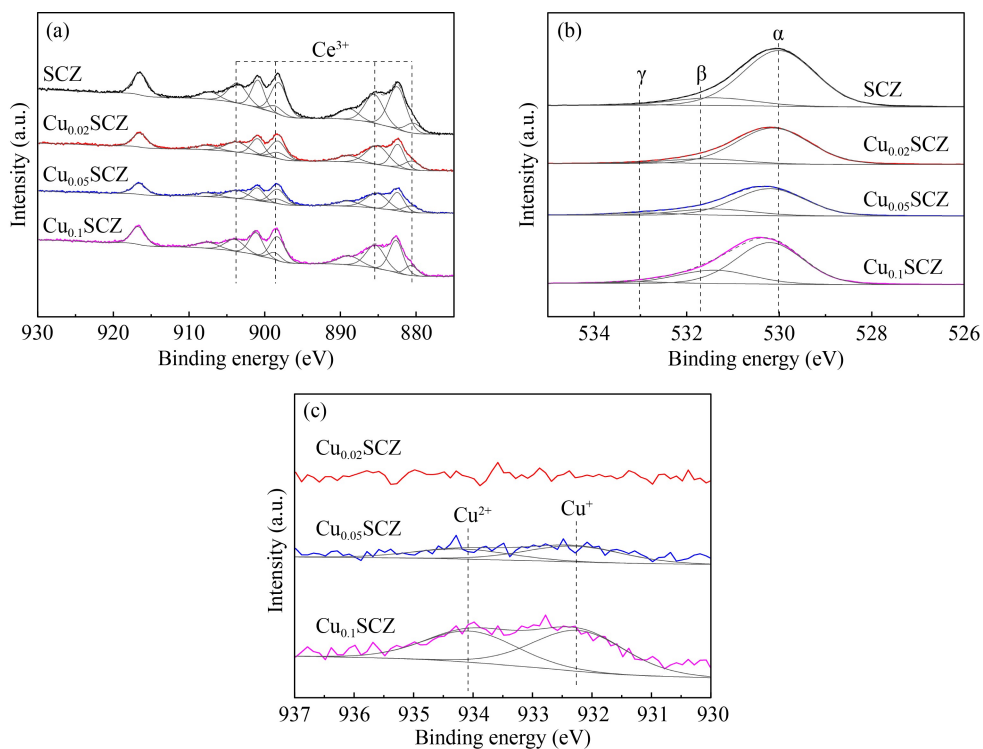 (a)
Ce³⁺
SCZ
Cu₀.₀₂SCZ
Cu₀.₀₅SCZ
Cu₀.₁SCZ
Intensity (a.u.)
930 920 910 900 890 880
Binding energy (eV)
(b)
α
β
γ
SCZ
Cu₀.₀₂SCZ
Cu₀.₀₅SCZ
Cu₀.₁SCZ
Intensity (a.u.)
534 532 530 528 526
Binding energy (eV)
(c)
Cu₀.₀₂SCZ
Cu²⁺ Cu⁺
Cu₀.₀₅SCZ
Cu₀.₁SCZ
Intensity (a.u.)
937 936 935 934 933 932 931 930
Binding energy (eV)